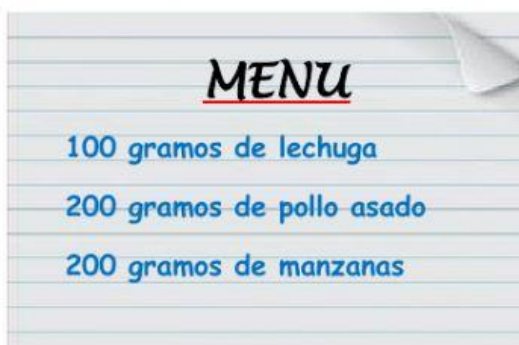 MENU
100 gramos de lechuga
200 gramos de pollo asado
200 gramos de manzanas